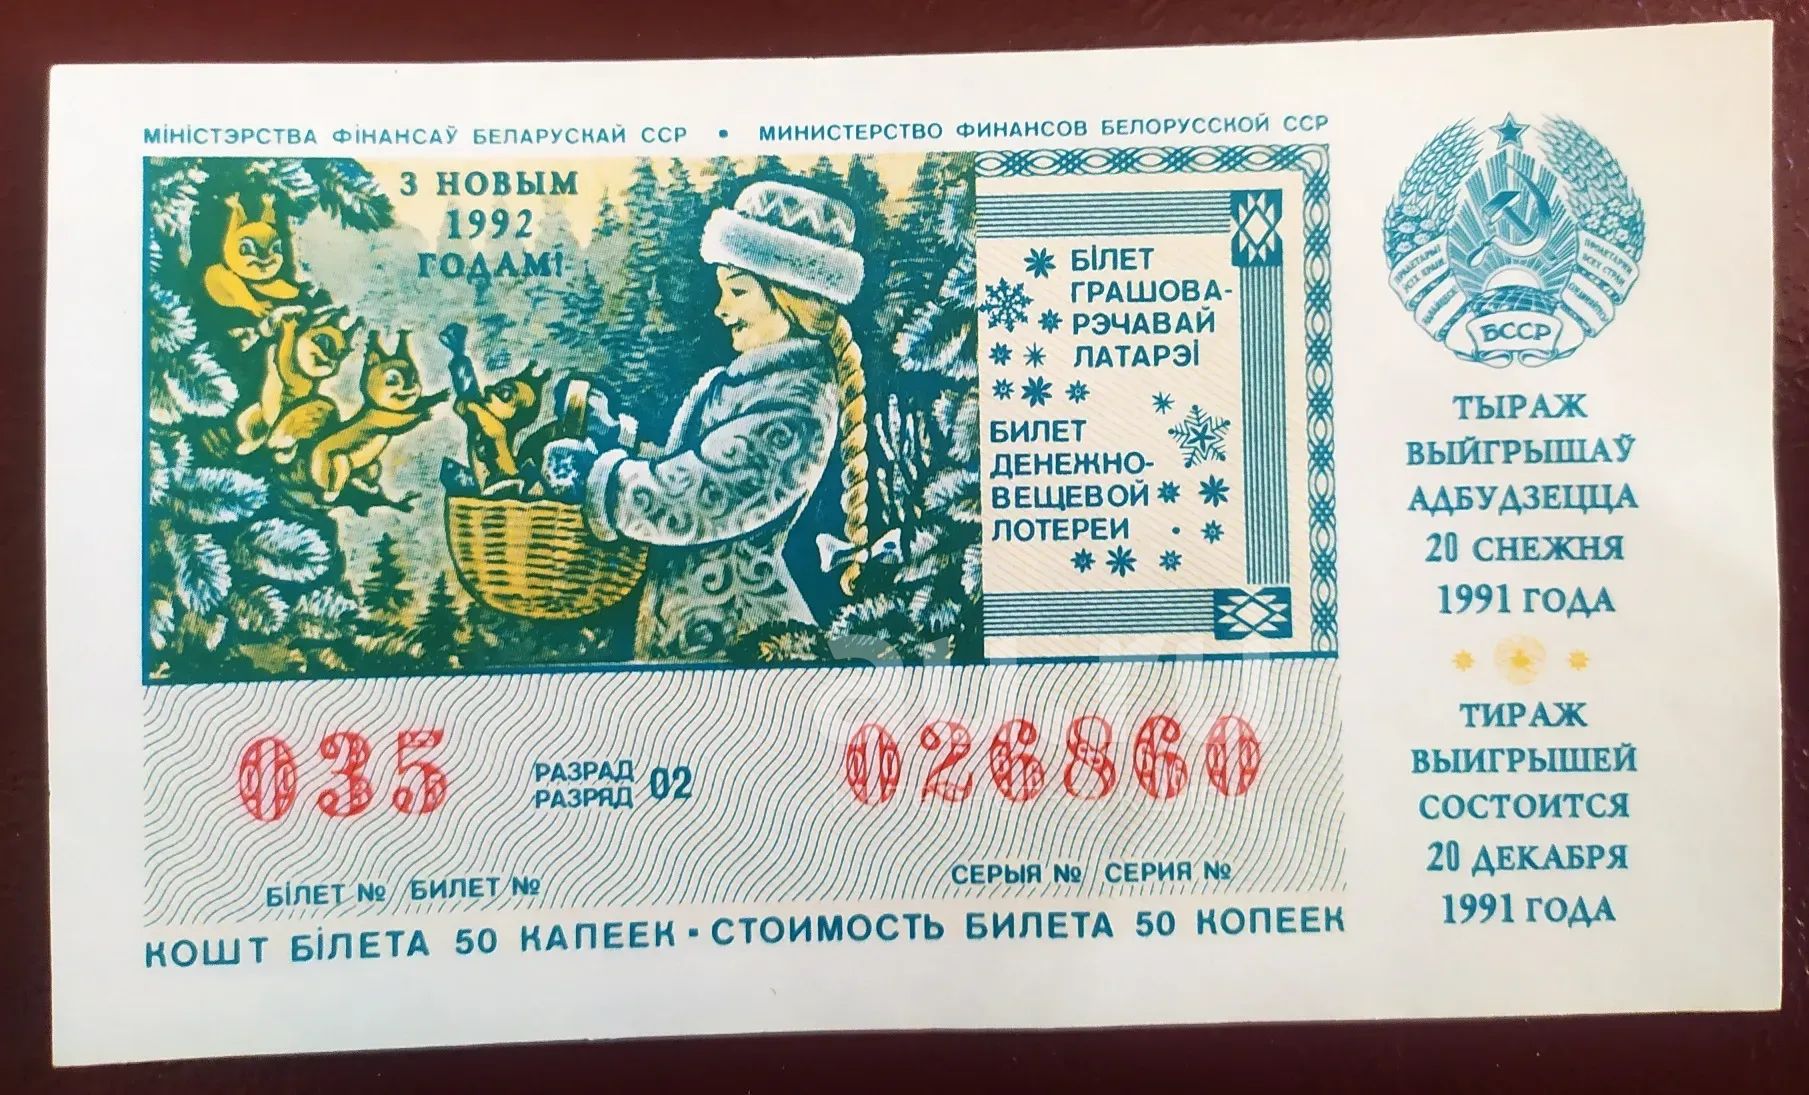 МІНІСТЭРСТВА ФІНАНСАЎ БЕЛАРУСКАЙ ССР • МИНИСТЕРСТВО ФИНАНСОВ БЕЛОРУССКОЙ ССР
З НОВЫМ
1992
ГОДАМ!
БІЛЕТ
ГРАШОВА-
РЭЧАВАЙ
ЛАТАРЭІ
БИЛЕТ
ДЕНЕЖНО-
ВЕЩЕВОЙ
ЛОТЕРЕИ
БССР
ТЫРАЖ
ВЫЙГРЫШАЎ
АДБУДЗЕЦЦА
20 СНЕЖНЯ
1991 ГОДА
ТИРАЖ
ВЫИГРЫШЕЙ
СОСТОИТСЯ
20 ДЕКАБРЯ
1991 ГОДА
035
РАЗРАД
РАЗРЯД 02
026860
БІЛЕТ № БИЛЕТ №
СЕРЫЯ № СЕРИЯ №
КОШТ БІЛЕТА 50 КАПЕЕК • СТОИМОСТЬ БИЛЕТА 50 КОПЕЕК